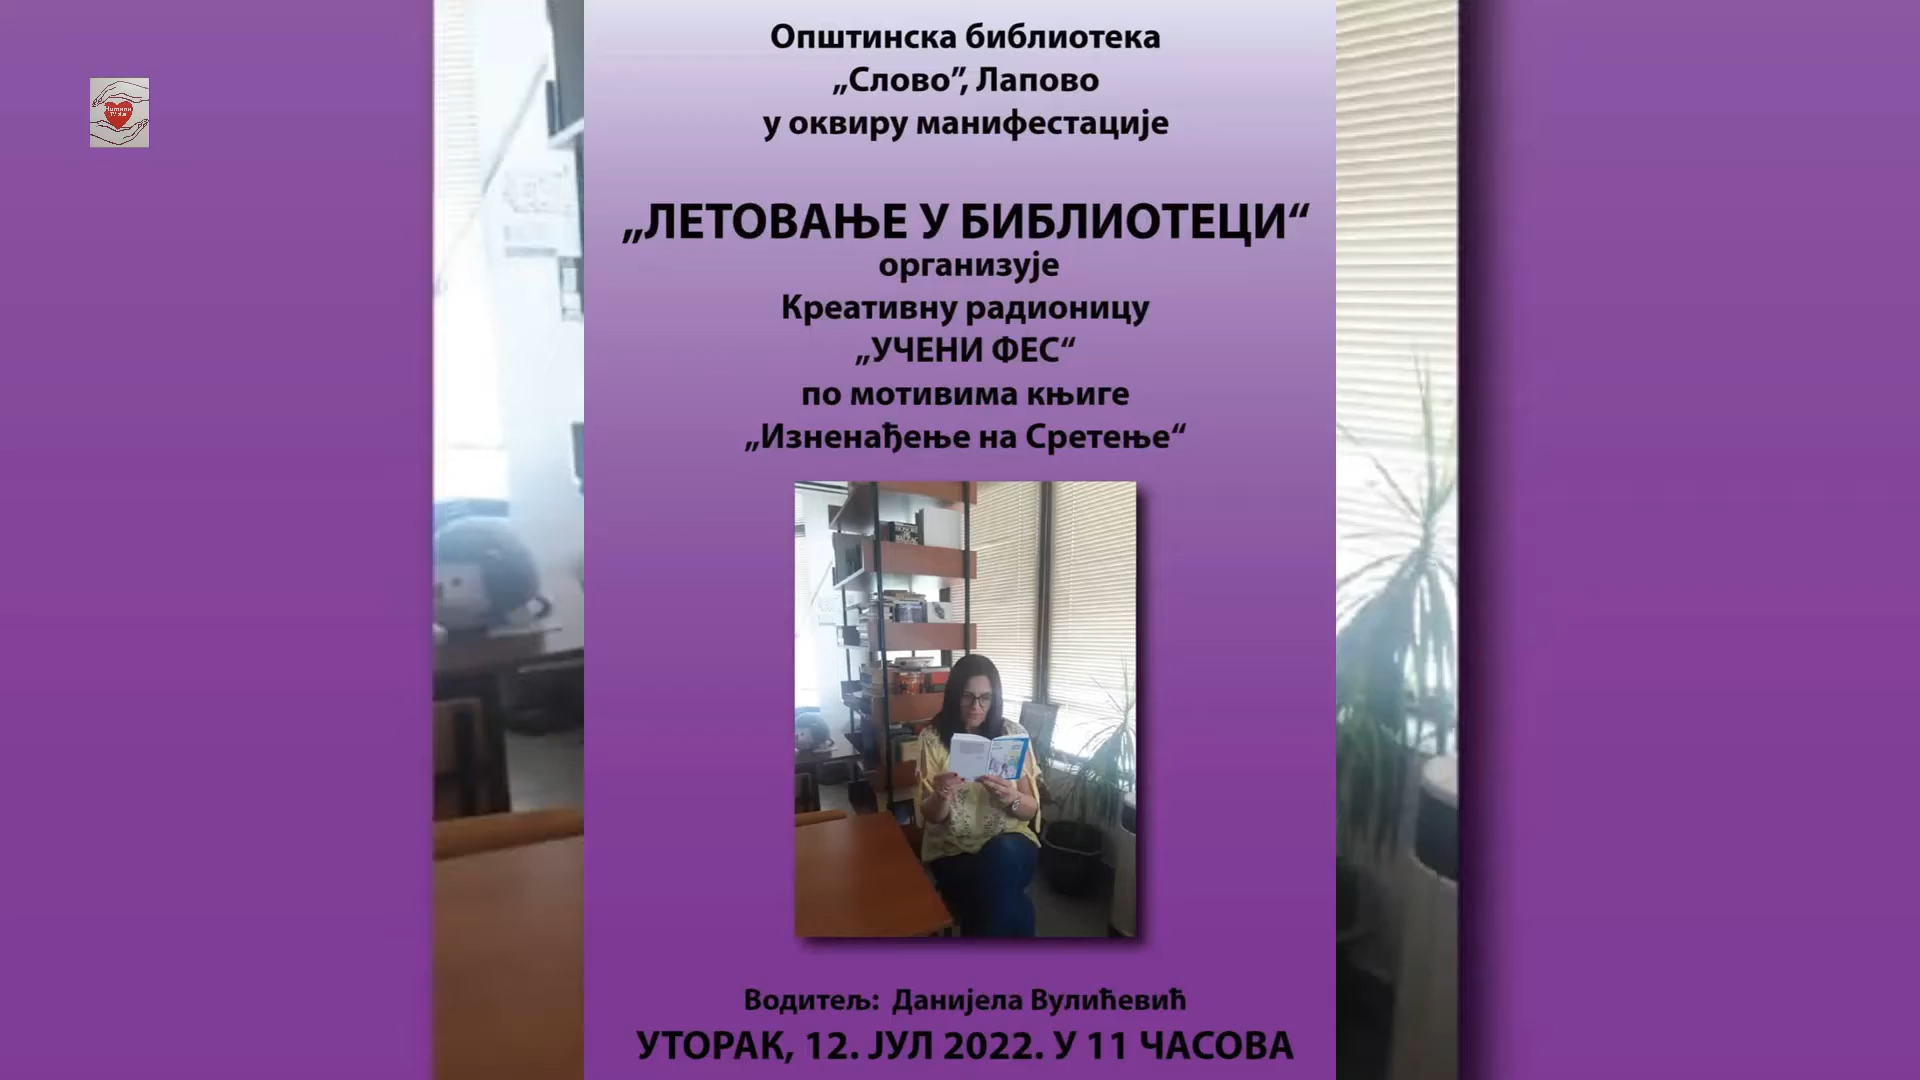 Општинска библиотека
„Слово”, Лапово
у оквиру манифестације
„ЛЕТОВАЊЕ У БИБЛИОТЕЦИ“
организује
Креативну радионицу
„УЧЕНИ ФЕС“
по мотивима књиге
„Изненађење на Сретење“
Водитељ: Данијела Вулићевић
УТОРАК, 12. ЈУЛ 2022. У 11 ЧАСОВА